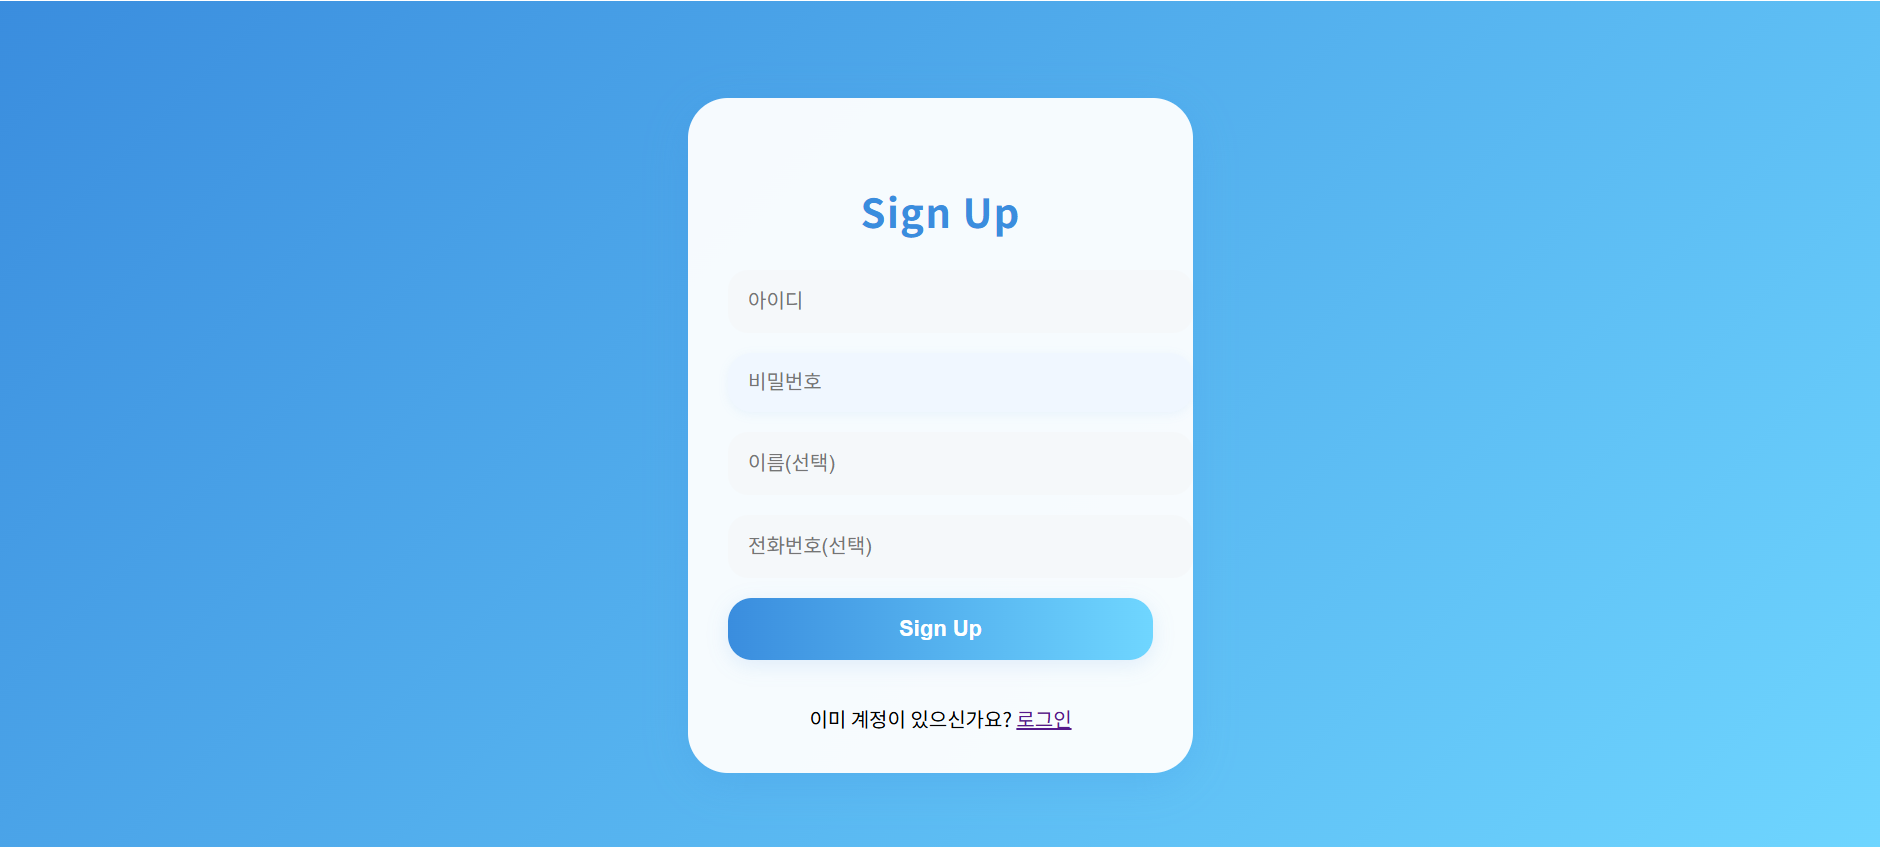 Sign Up
아이디
비밀번호
이름(선택)
전화번호(선택)
Sign Up
이미 계정이 있으신가요? 로그인